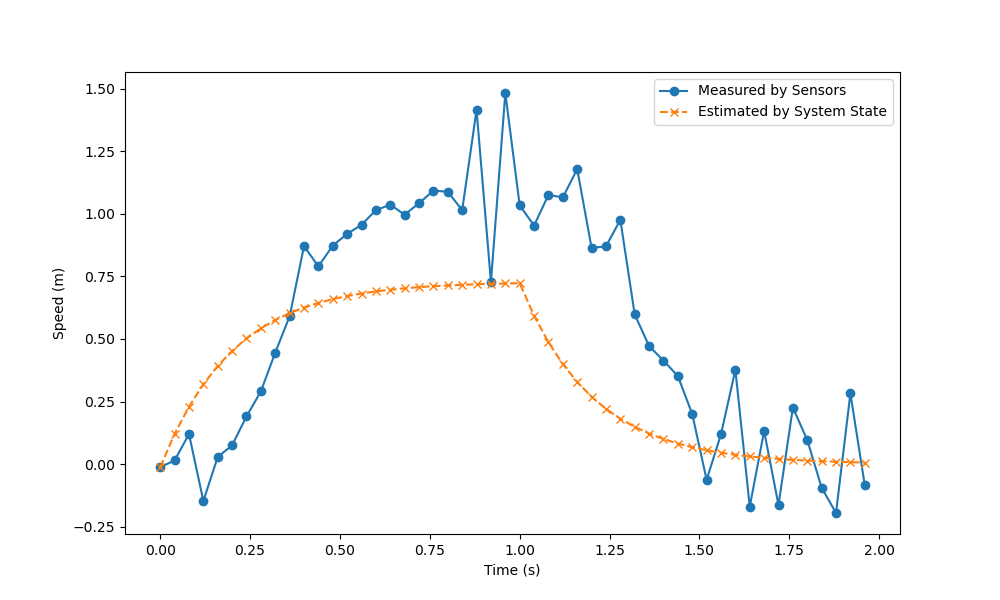 1.50
1.25
1.00
0.75
0.50
0.25
0.00
−0.25
Speed (m)
Measured by Sensors
Estimated by System State
0.00 0.25 0.50 0.75 1.00 1.25 1.50 1.75 2.00
Time (s)